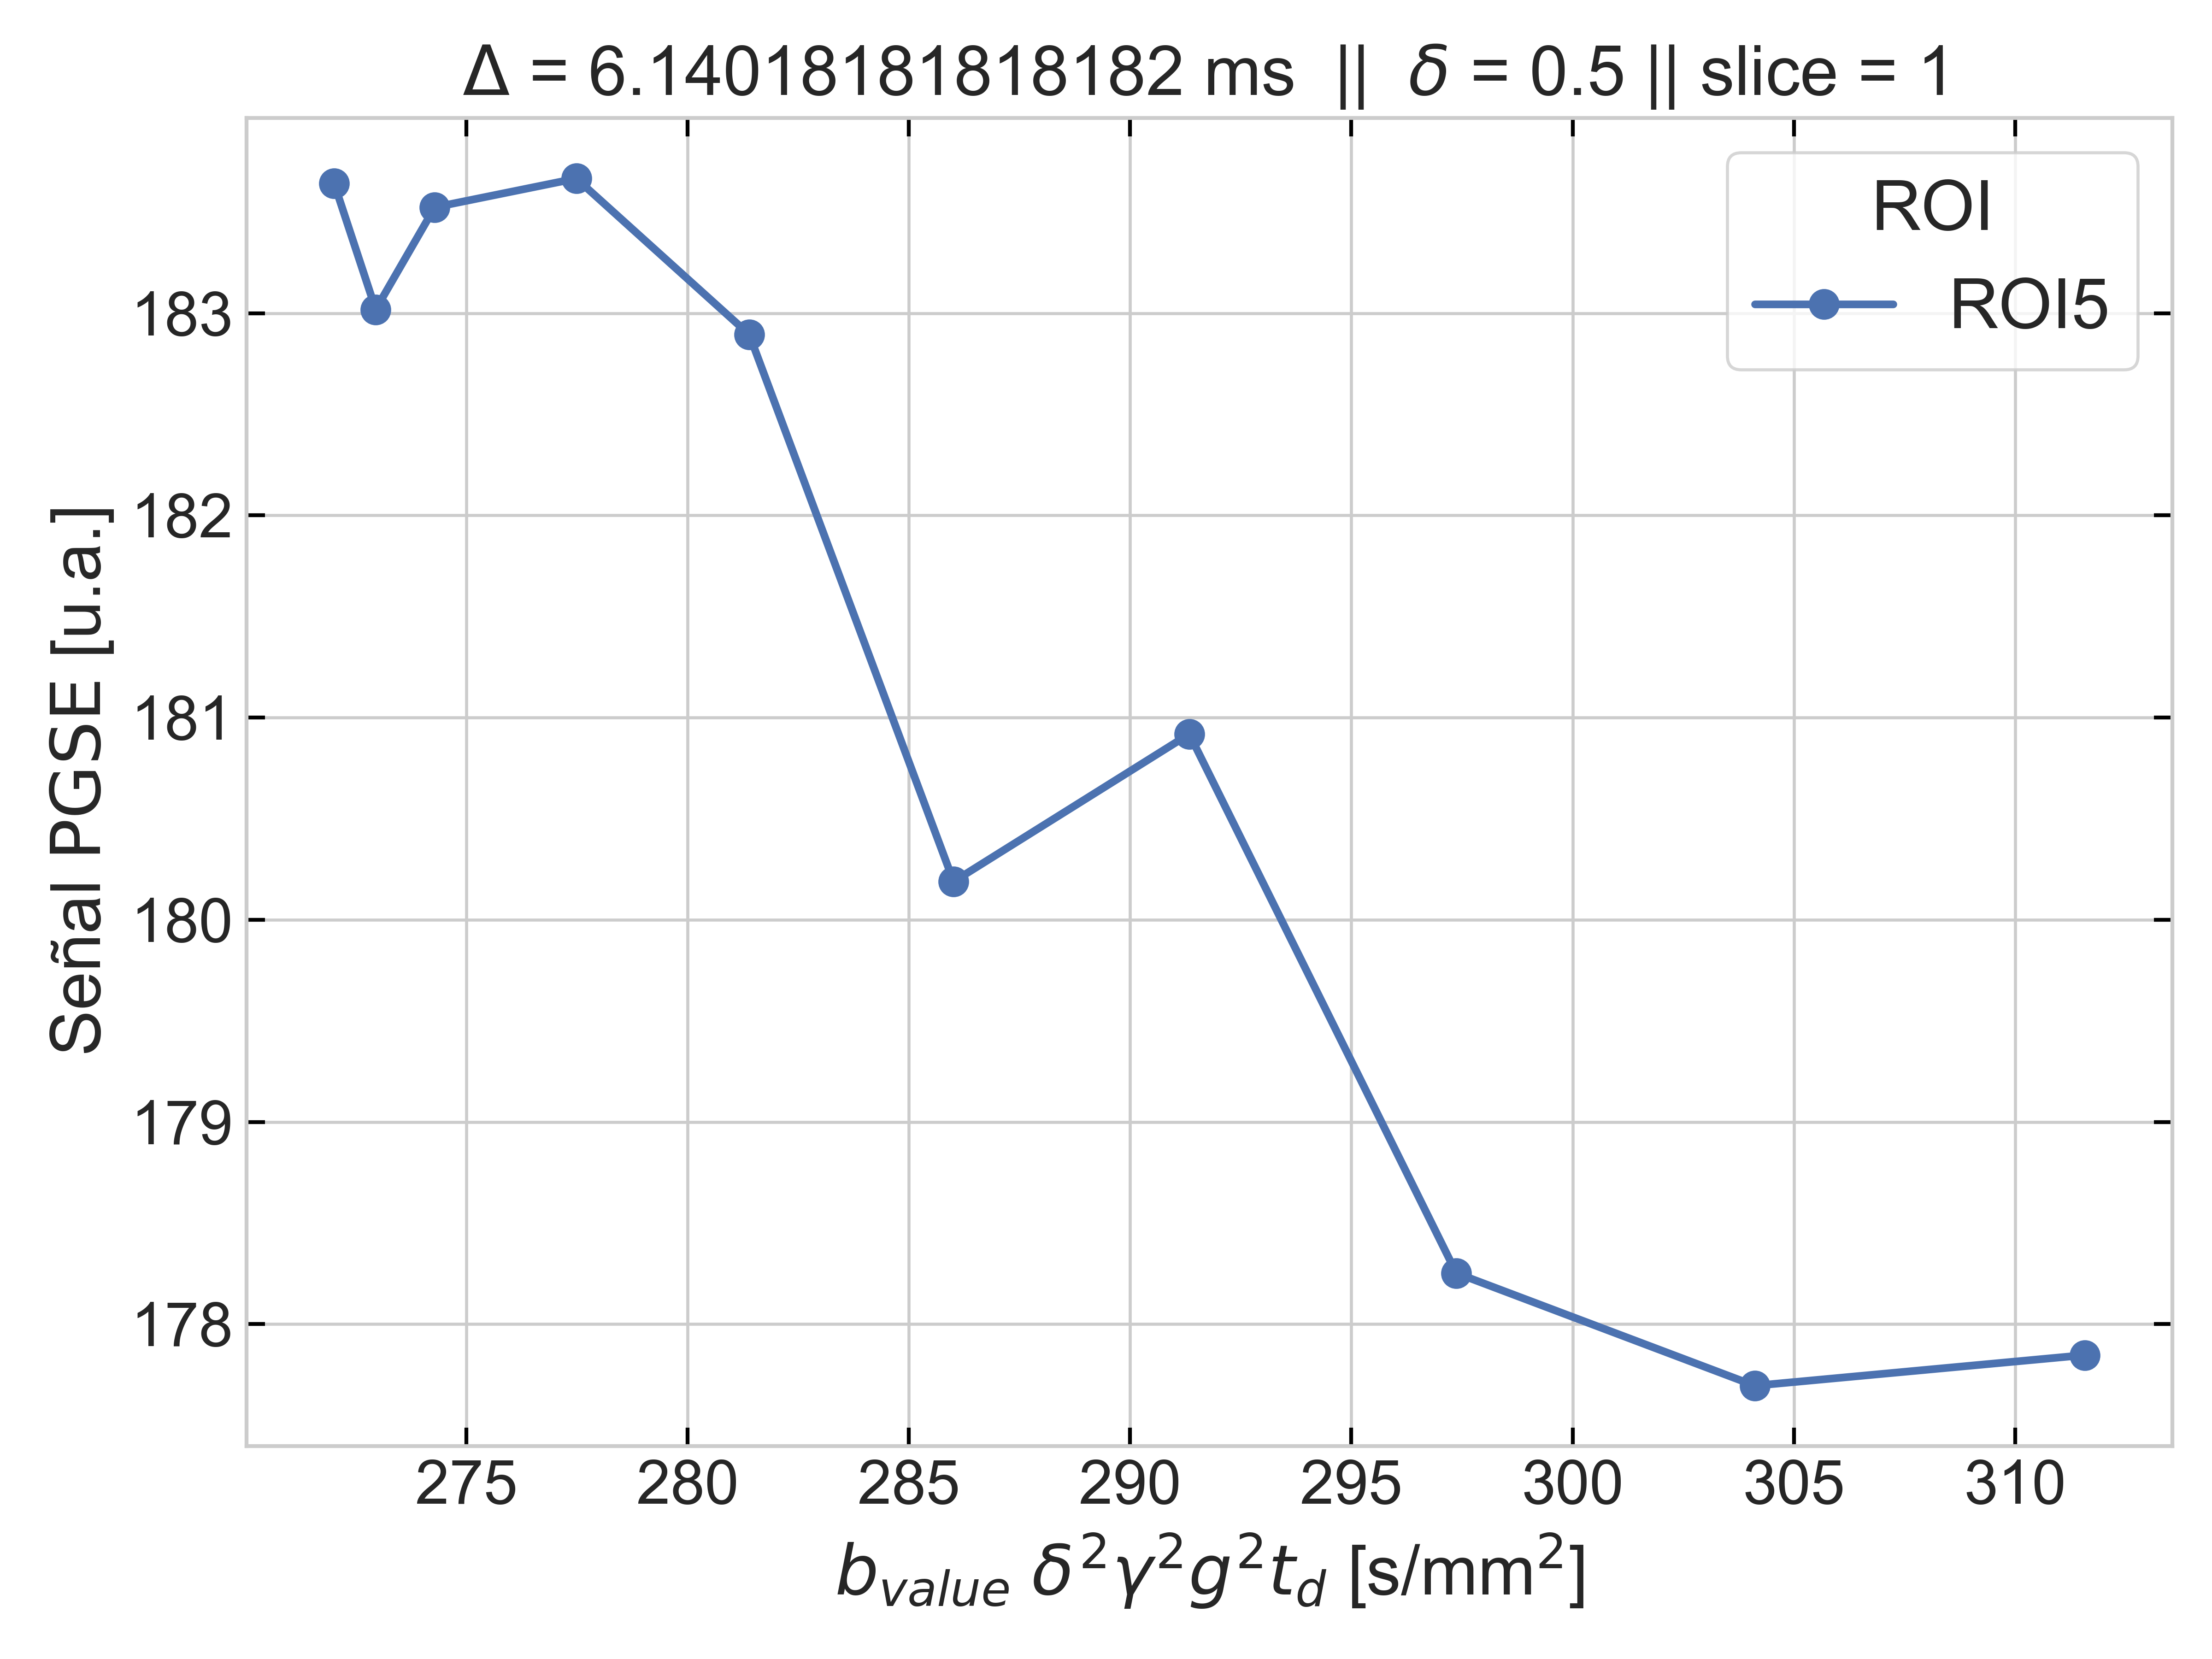 Δ = 6.140181818181182 ms || δ = 0.5 || slice = 1
ROI
ROI5
Señal PGSE [u.a.]
183
182
181
180
179
178
275 280 285 290 295 300 305 310
b_value δ²γ²g²t_d [s/mm²]